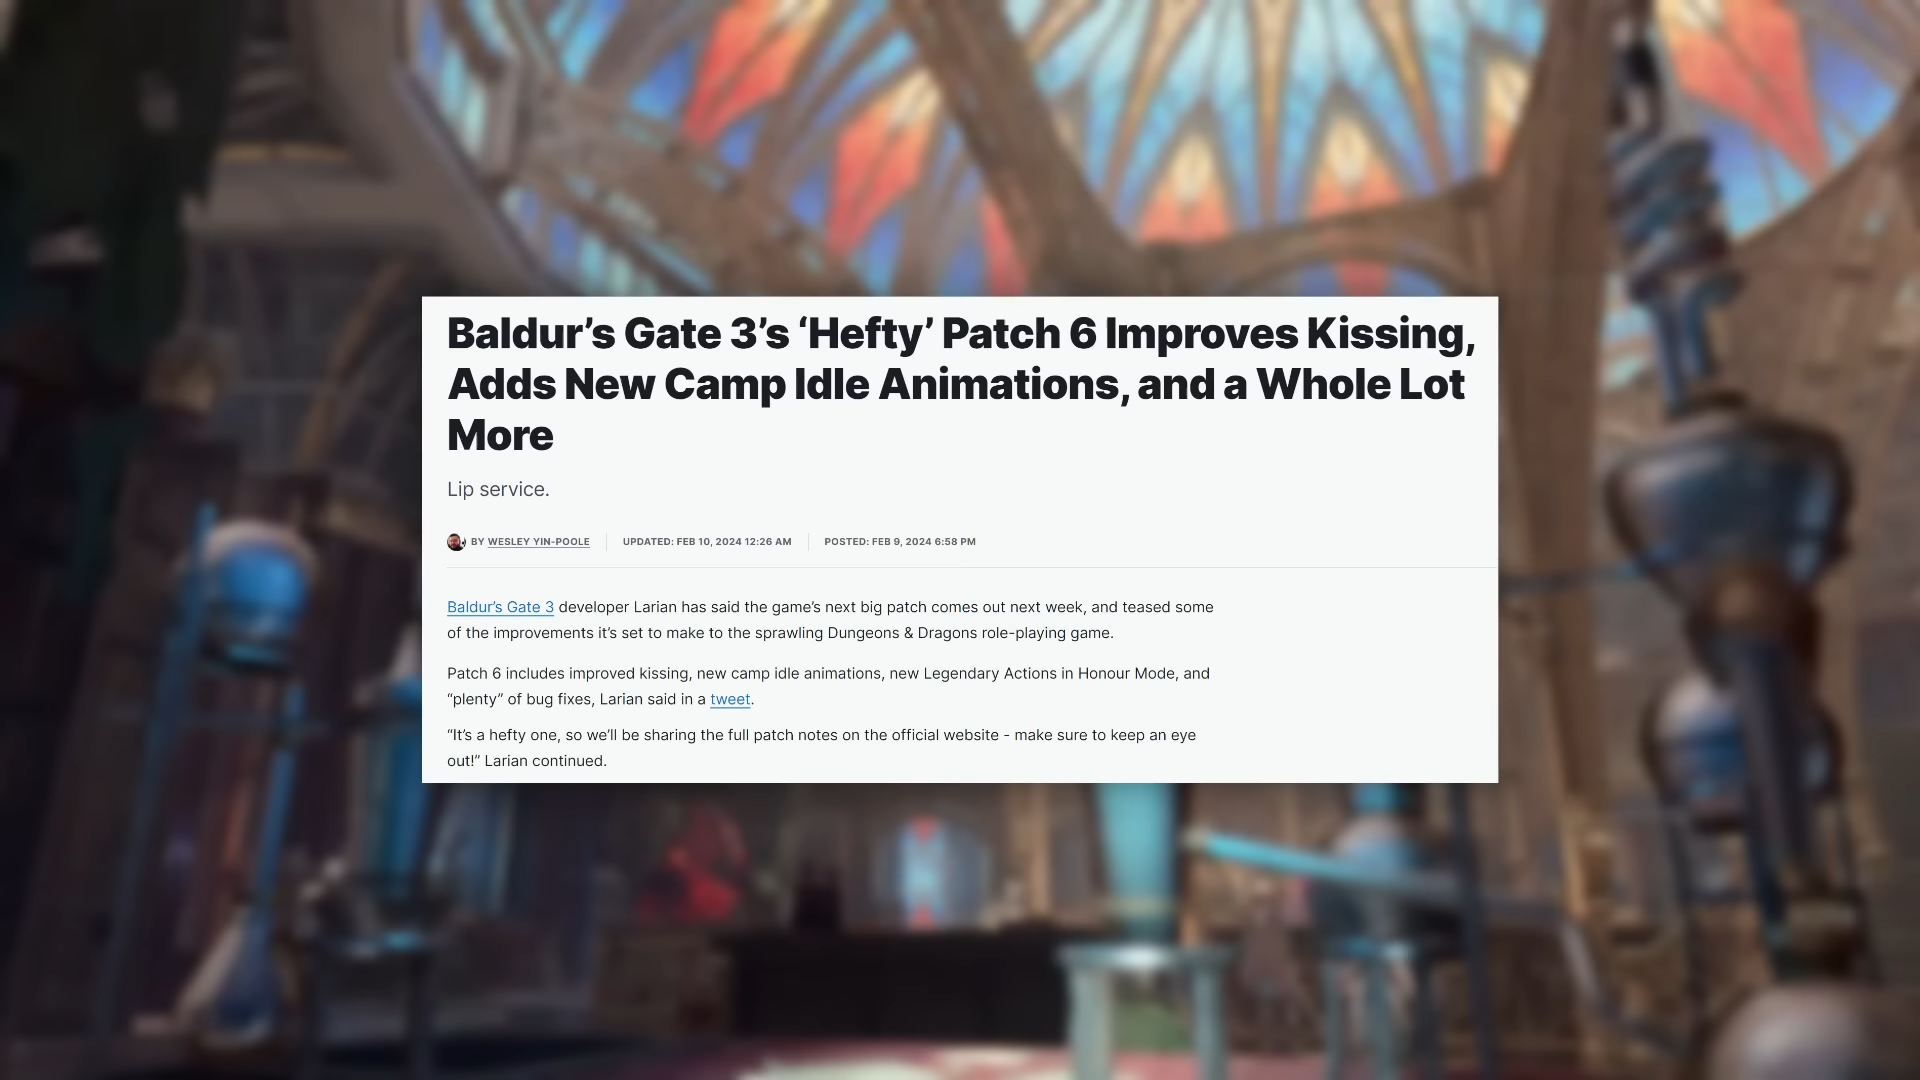 Baldur’s Gate 3’s ‘Hefty’ Patch 6 Improves Kissing,
Adds New Camp Idle Animations, and a Whole Lot
More
Lip service.
BY WESLEY YIN-POOLE UPDATED: FEB 10, 2024 12:26 AM POSTED: FEB 9, 2024 6:58 PM
Baldur’s Gate 3 developer Larian has said the game’s next big patch comes out next week, and teased some
of the improvements it’s set to make to the sprawling Dungeons & Dragons role-playing game.
Patch 6 includes improved kissing, new camp idle animations, new Legendary Actions in Honour Mode, and
“plenty” of bug fixes, Larian said in a tweet.
“It’s a hefty one, so we’ll be sharing the full patch notes on the official website - make sure to keep an eye
out!” Larian continued.